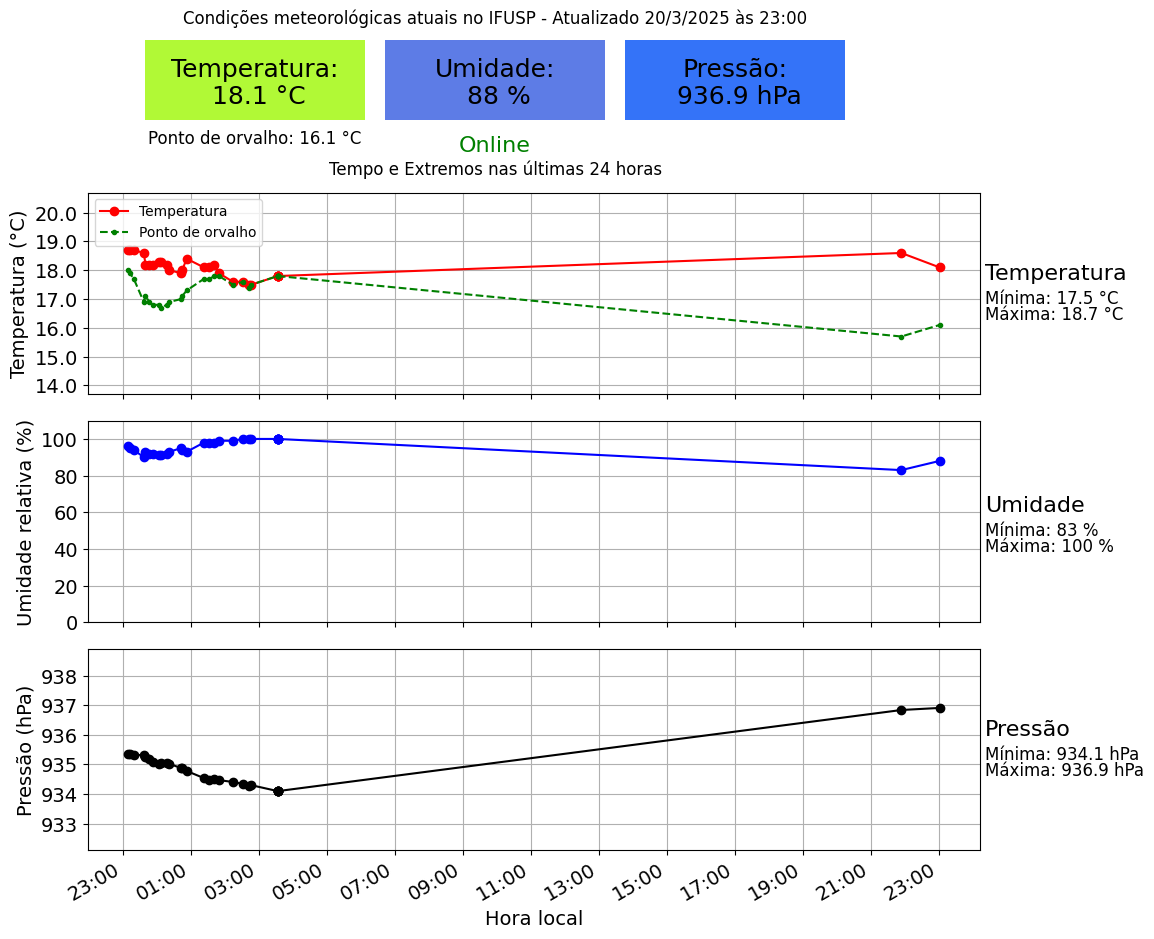 Condições meteorológicas atuais no IFUSP - Atualizado 20/3/2025 às 23:00
Temperatura:
18.1 °C
Umidade:
88 %
Pressão:
936.9 hPa
Ponto de orvalho: 16.1 °C
Online
Tempo e Extremos nas últimas 24 horas
Temperatura (°C)
20.0
19.0
18.0
17.0
16.0
15.0
14.0
Temperatura
Ponto de orvalho
Temperatura
Mínima: 17.5 °C
Máxima: 18.7 °C
Umidade relativa (%)
100
80
60
40
20
0
Umidade
Mínima: 83 %
Máxima: 100 %
Pressão (hPa)
938
937
936
935
934
933
Pressão
Mínima: 934.1 hPa
Máxima: 936.9 hPa
23:00 01:00 03:00 05:00 07:00 09:00 11:00 13:00 15:00 17:00 19:00 21:00 23:00
Hora local